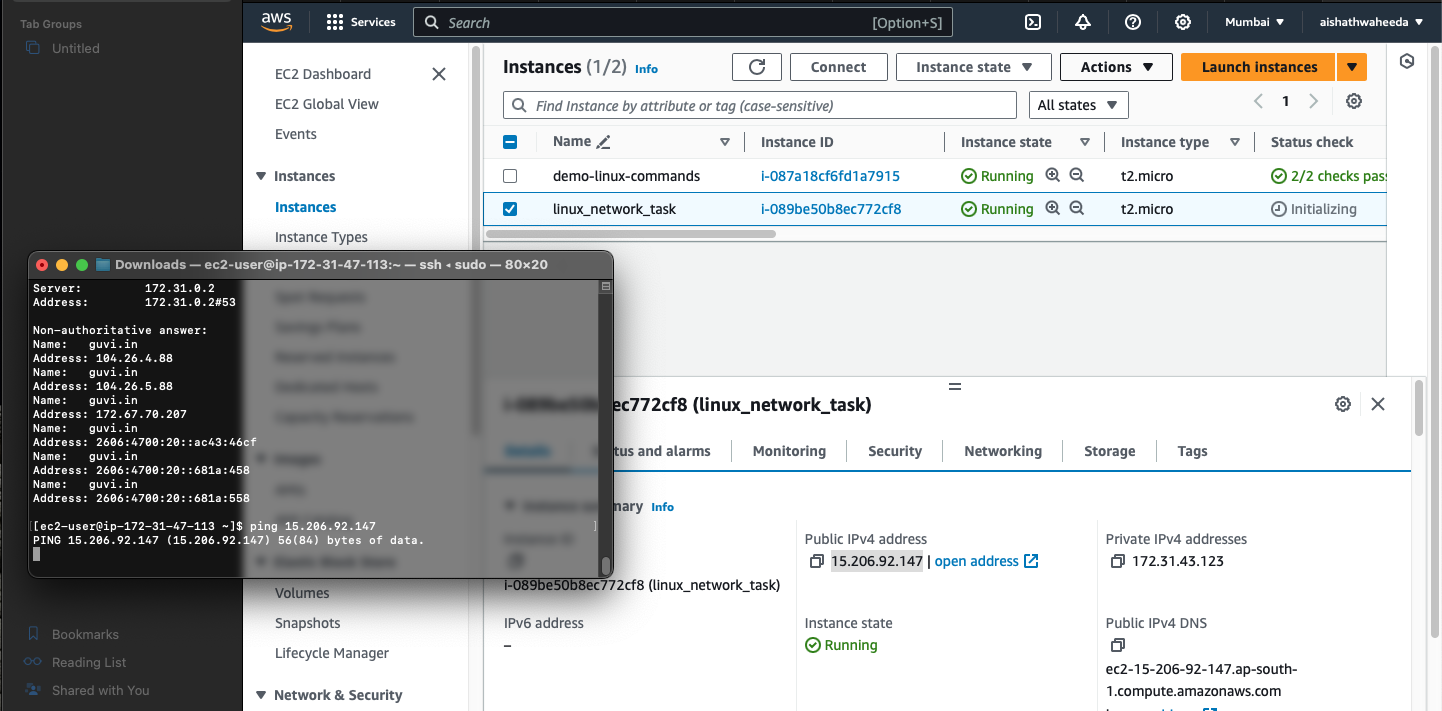 Tab Groups
Untitled
aws
Services
Search
[Option+S]
Mumbai
aishathwaheeda
EC2 Dashboard
EC2 Global View
Events
Instances
Instances
Instance Types
Instances (1/2) Info
Connect
Instance state
Actions
Launch instances
Find Instance by attribute or tag (case-sensitive)
All states
1
Name
Instance ID
Instance state
Instance type
Status check
demo-linux-commands
i-087a18cf6fd1a7915
Running
t2.micro
2/2 checks pas
linux_network_task
i-089be50b8ec772cf8
Running
t2.micro
Initializing
Downloads — ec2-user@ip-172-31-47-113:~ — ssh ◂ sudo — 80×20
Server: 172.31.0.2
Address: 172.31.0.2#53
Non-authoritative answer:
Name: guvi.in
Address: 104.26.4.88
Name: guvi.in
Address: 104.26.5.88
Name: guvi.in
Address: 172.67.70.207
Name: guvi.in
Address: 2606:4700:20::ac43:46cf
Name: guvi.in
Address: 2606:4700:20::681a:458
Name: guvi.in
Address: 2606:4700:20::681a:558
[ec2-user@ip-172-31-47-113 ~]$ ping 15.206.92.147
PING 15.206.92.147 (15.206.92.147) 56(84) bytes of data.
Volumes
Snapshots
Lifecycle Manager
Network & Security
Bookmarks
Reading List
Shared with You
i-089be50b8ec772cf8 (linux_network_task)
Details
tus and alarms
Monitoring
Security
Networking
Storage
Tags
mary Info
i-089be50b8ec772cf8 (linux_network_task)
IPv6 address
–
Public IPv4 address
15.206.92.147 | open address
Instance state
Running
Private IPv4 addresses
172.31.43.123
Public IPv4 DNS
ec2-15-206-92-147.ap-south-
1.compute.amazonaws.com